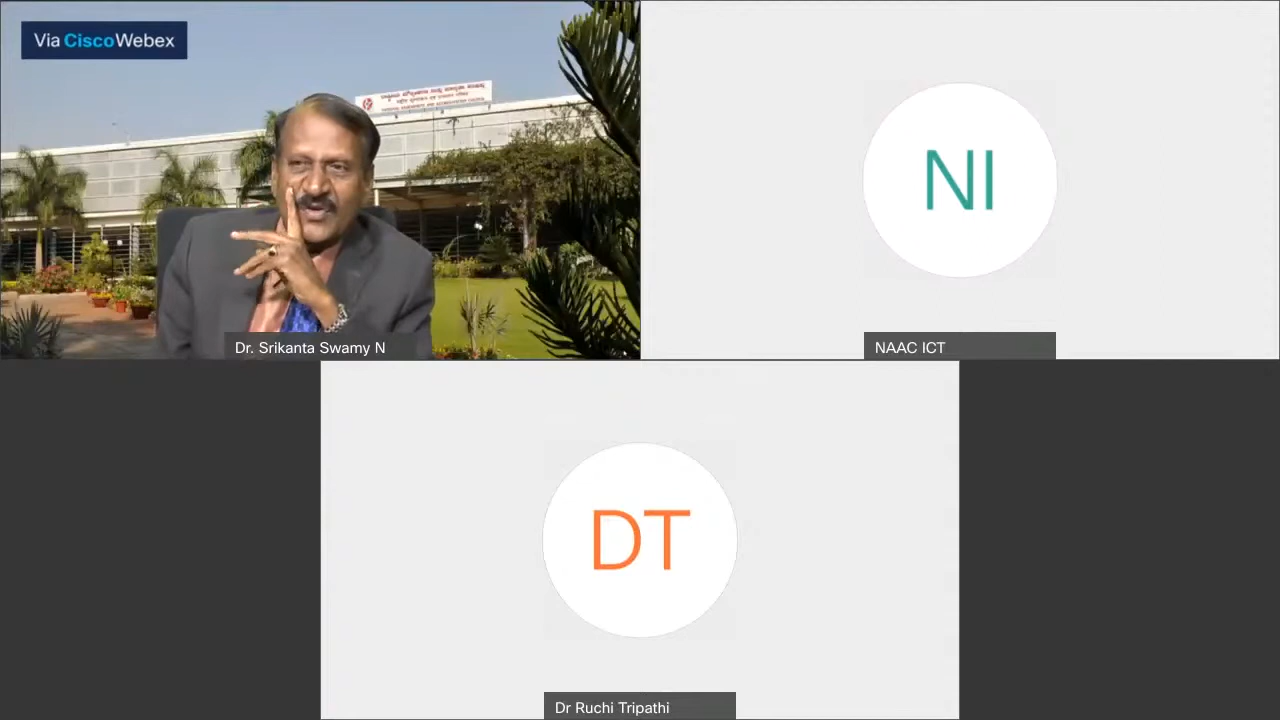 Via CiscoWebex
Dr. Srikanta Swamy N
NI
NAAC ICT
DT
Dr Ruchi Tripathi